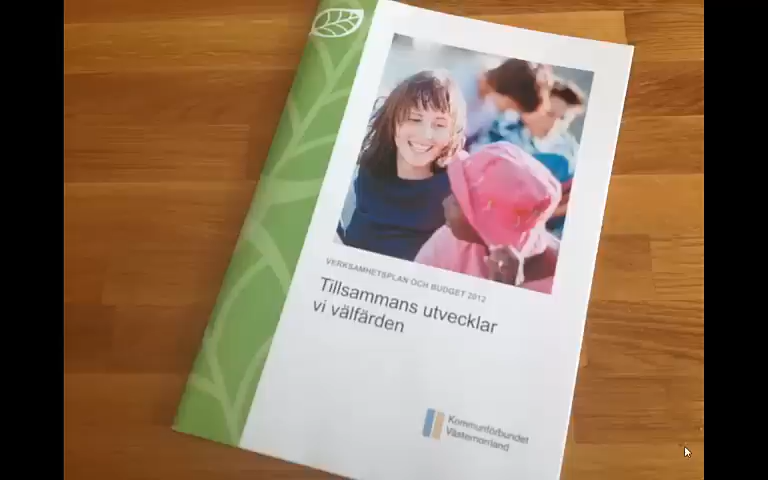 VERKSAMHETSPLAN OCH BUDGET 2012
Tillsammans utvecklar
vi välfärden
Kommunförbundet
Västernorrland